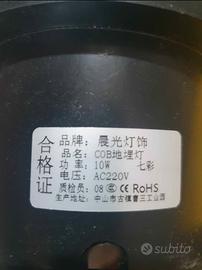 合格证
品牌：晨光灯饰
品名：COB地埋灯
功率：10W 七彩
电压：AC220V
质检员：08 CE RoHS
生产地址：中山市古镇曹三工业园
subito